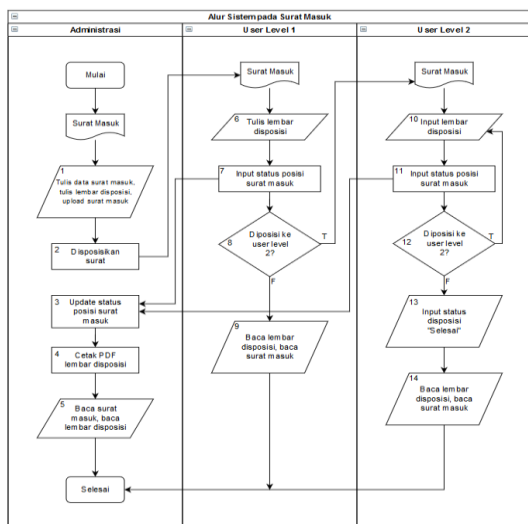 Alur Sistem pada Surat Masuk
Administrasi
User Level 1
User Level 2
Mulai
Surat Masuk
1
Tulis data surat masuk,
tulis lembar disposisi,
upload surat masuk
2
Disposisikan
surat
3
Update status
posisi surat
masuk
4
Cetak PDF
lembar disposisi
5
Baca surat
masuk, baca
lembar disposisi
Selesai
Surat Masuk
6
Tulis lembar
disposisi
7
Input status posisi
surat masuk
8
Diposisi ke
user level
2?
T
F
9
Baca lembar
disposisi, baca
surat masuk
Surat Masuk
10
Input lembar
disposisi
11
Input status posisi
surat masuk
12
Diposisi ke
user level
2?
T
F
13
Input status
disposisi
"Selesai"
14
Baca lembar
disposisi, baca
surat masuk